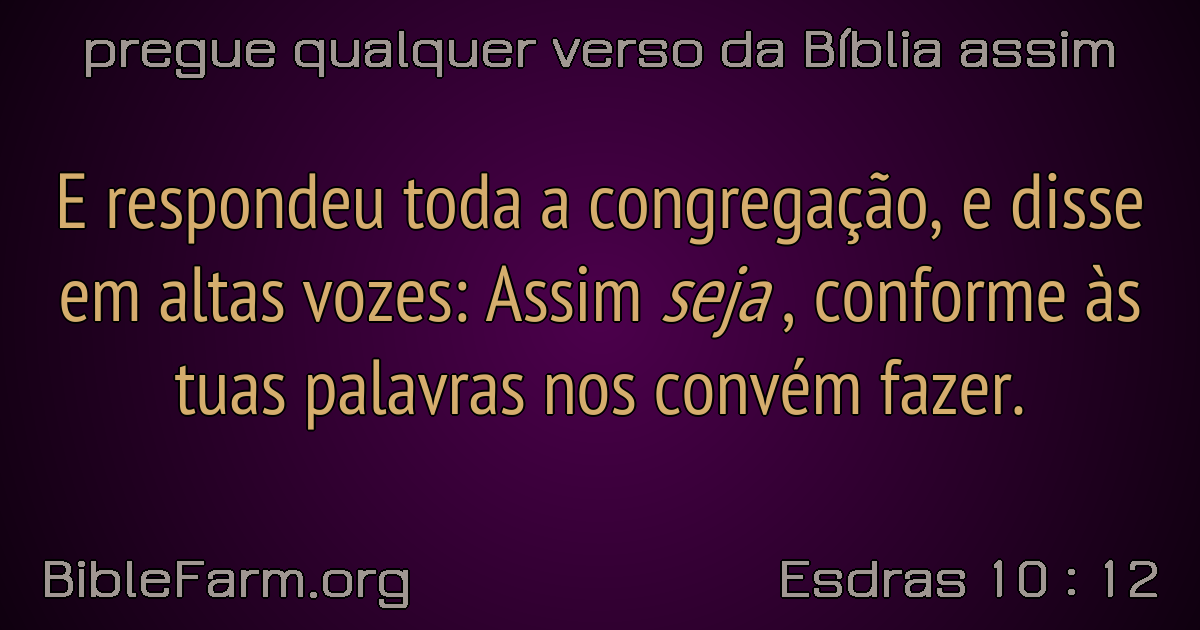 pregue qualquer verso da Bíblia assim
E respondeu toda a congregação, e disse
em altas vozes: Assim seja , conforme às
tuas palavras nos convém fazer.
BibleFarm.org
Esdras 10 : 12